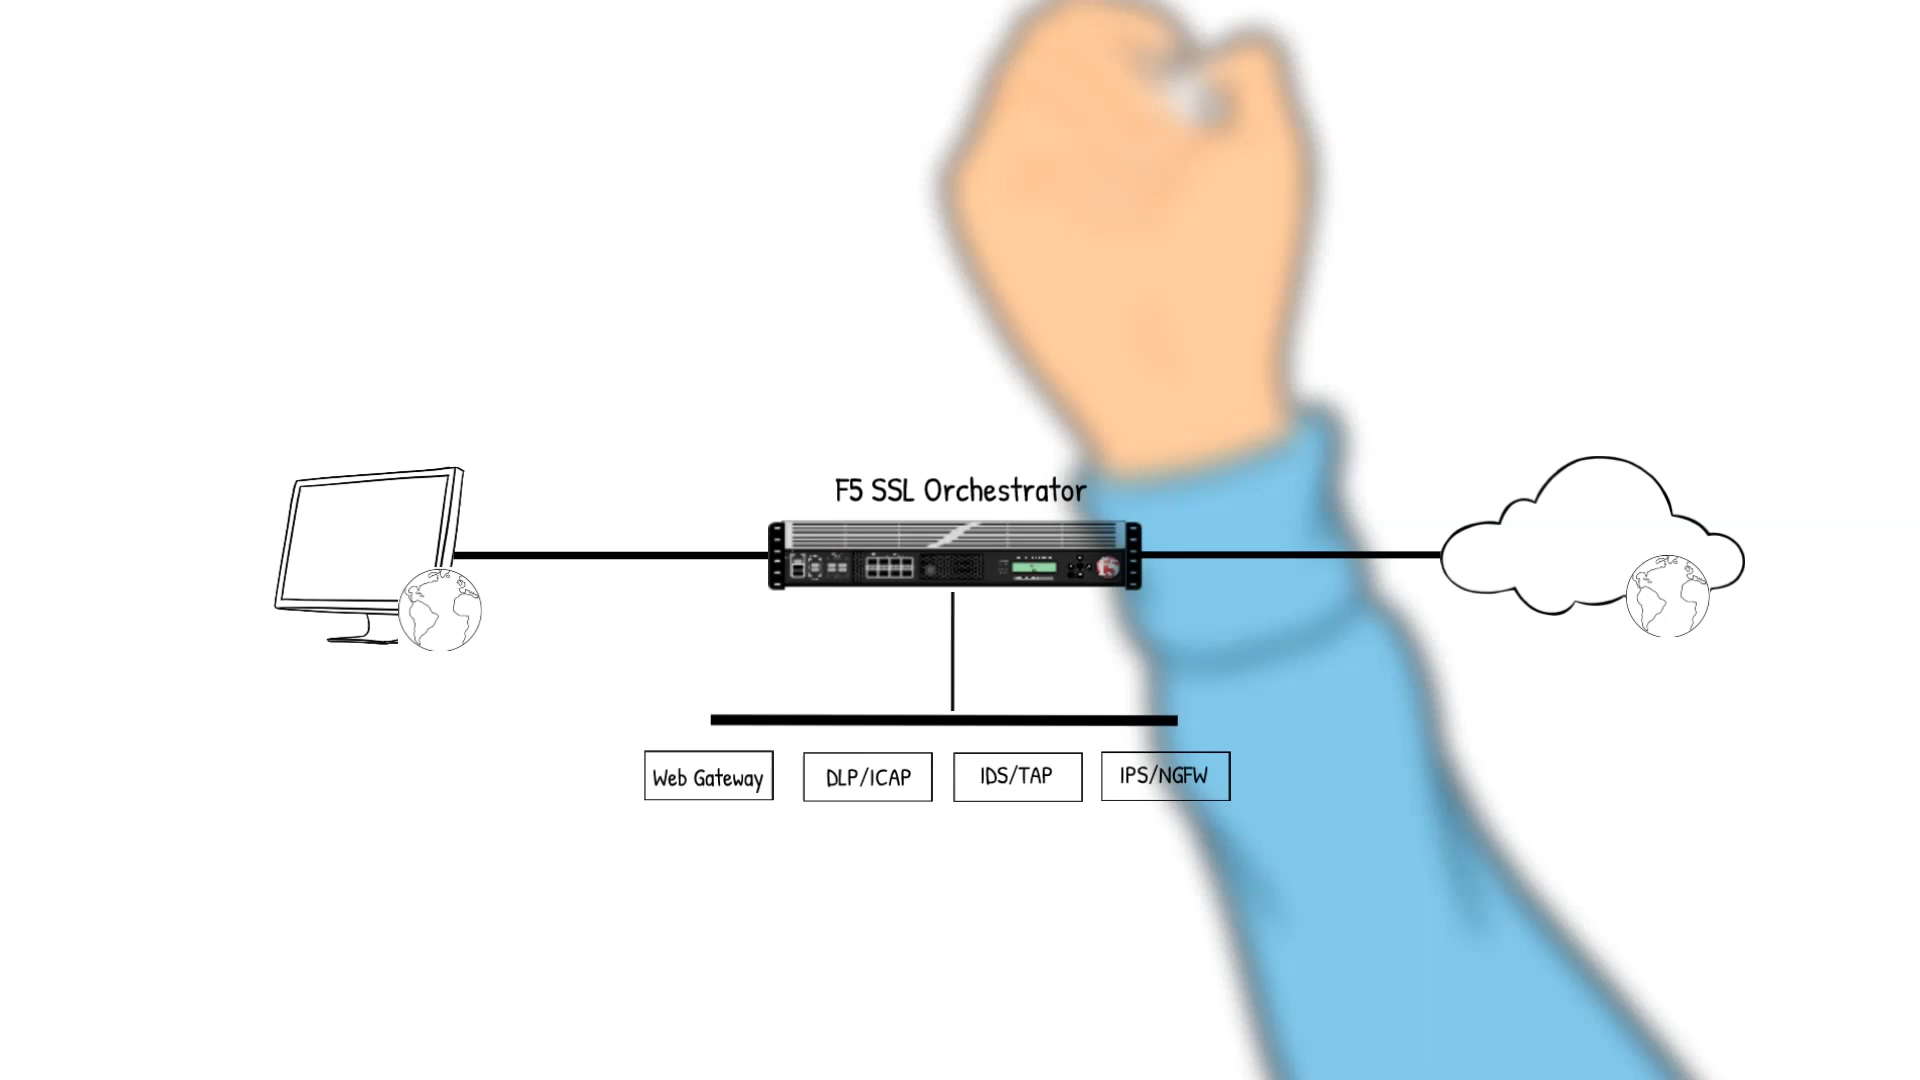 F5 SSL Orchestrator
Web Gateway
DLP/ICAP
IDS/TAP
IPS/NGFW